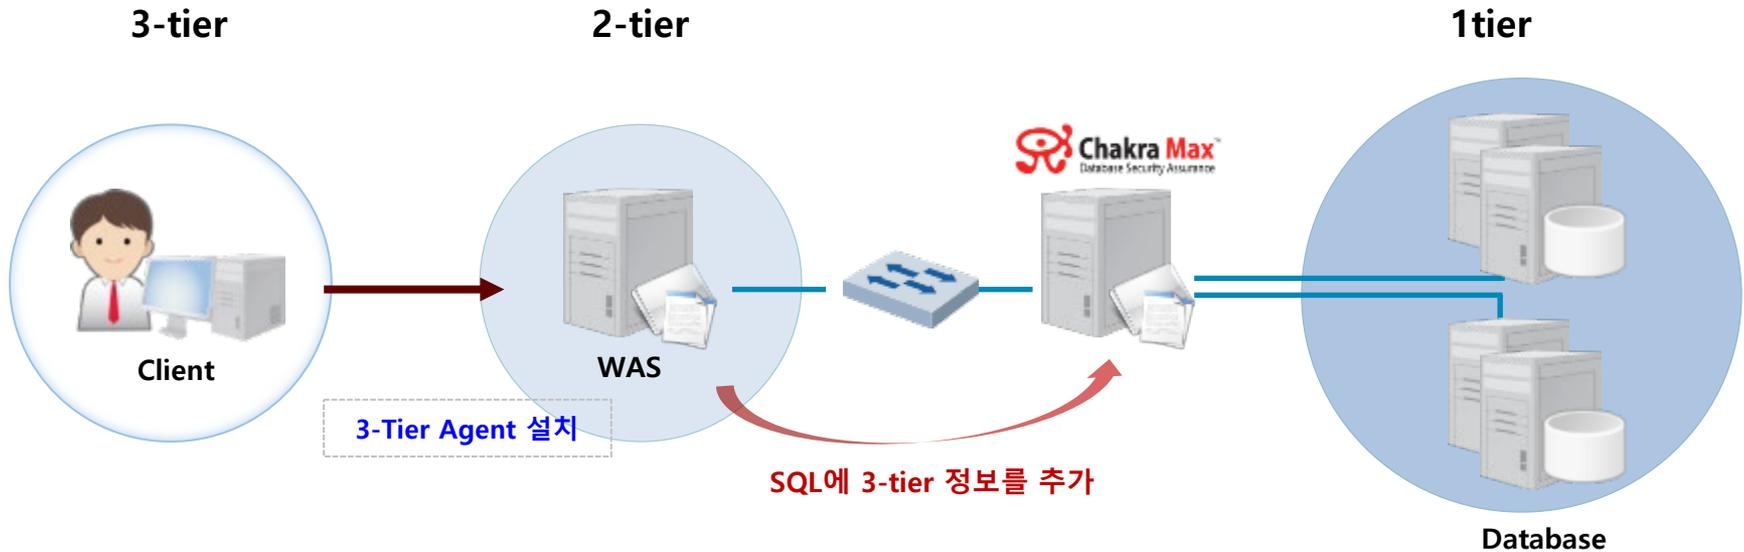 3-tier
2-tier
1tier
Chakra Max™
Database Security Assurance
Client
WAS
3-Tier Agent 설치
SQL에 3-tier 정보를 추가
Database